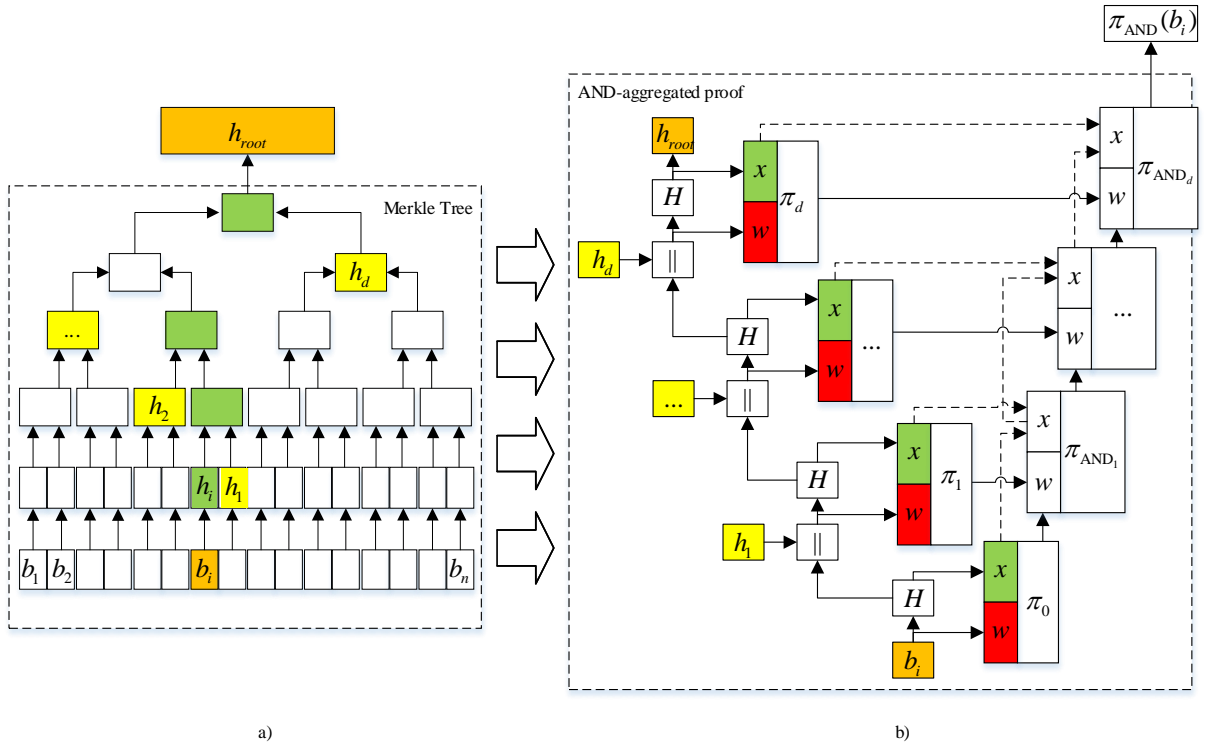 π_AND(b_i)
AND-aggregated proof
h_root
Merkle Tree
h_d
...
h_2
h_i h_1
b_1 b_2 b_i b_n
a)
h_root
H
h_d
||
x
w
π_d
x
w
π_AND_d
H
...
||
x
w
...
x
w
...
H
h_1
||
x
w
π_1
x
w
π_AND_1
H
b_i
x
w
π_0
b)